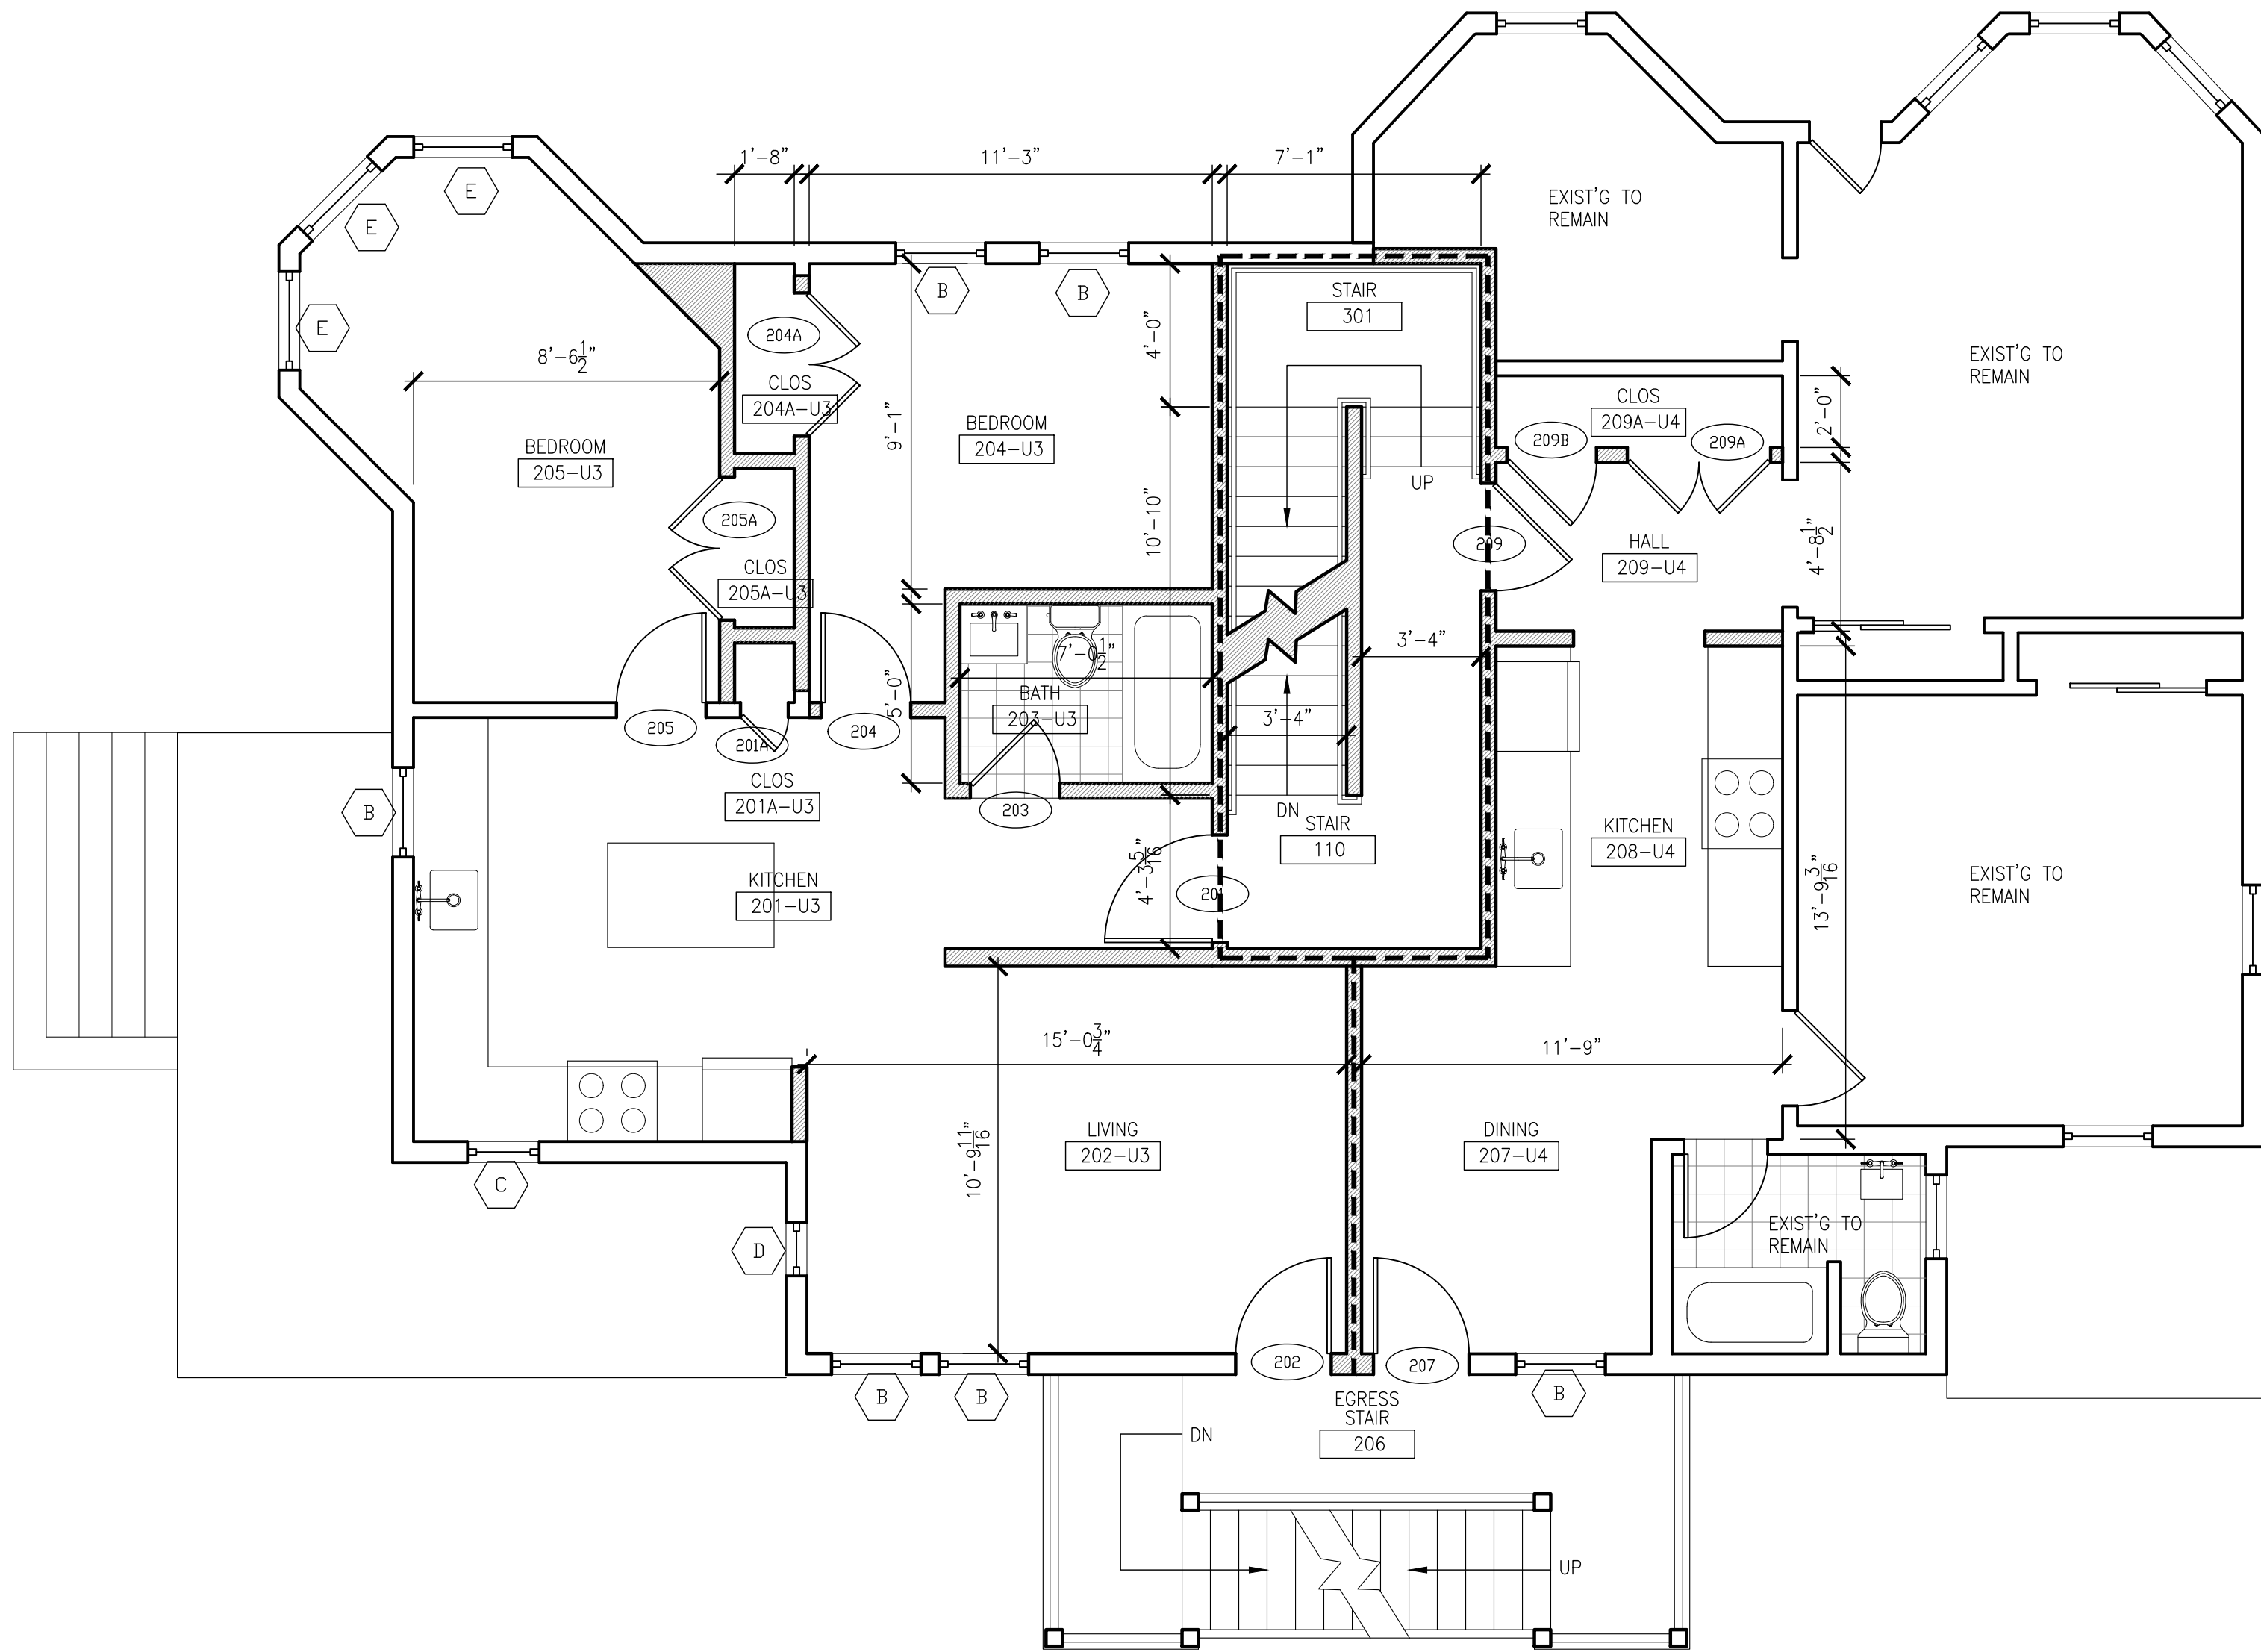 1'-8"
11'-3"
7'-1"
E
E
E
EXIST'G TO
REMAIN
B
B
STAIR
301
204A
8'-6 1/2"
CLOS
204A-U3
4'-0"
9'-1"
BEDROOM
204-U3
BEDROOM
205-U3
EXIST'G TO
REMAIN
CLOS
209A-U4
2'-0"
209B
209A
UP
205A
10'-10"
209
HALL
209-U4
4'-8 1/2"
CLOS
205A-U3
7'-0 1/2"
3'-4"
BATH
203-U3
5'-0"
3'-4"
205
201A
204
CLOS
201A-U3
B
203
DN
STAIR
110
KITCHEN
208-U4
4'-3 5/16"
KITCHEN
201-U3
201
EXIST'G TO
REMAIN
13'-9 3/16"
15'-0 3/4"
11'-9"
LIVING
202-U3
10'-9 11/16"
DINING
207-U4
C
D
EXIST'G TO
REMAIN
202
207
B
B
B
EGRESS
STAIR
206
DN
UP